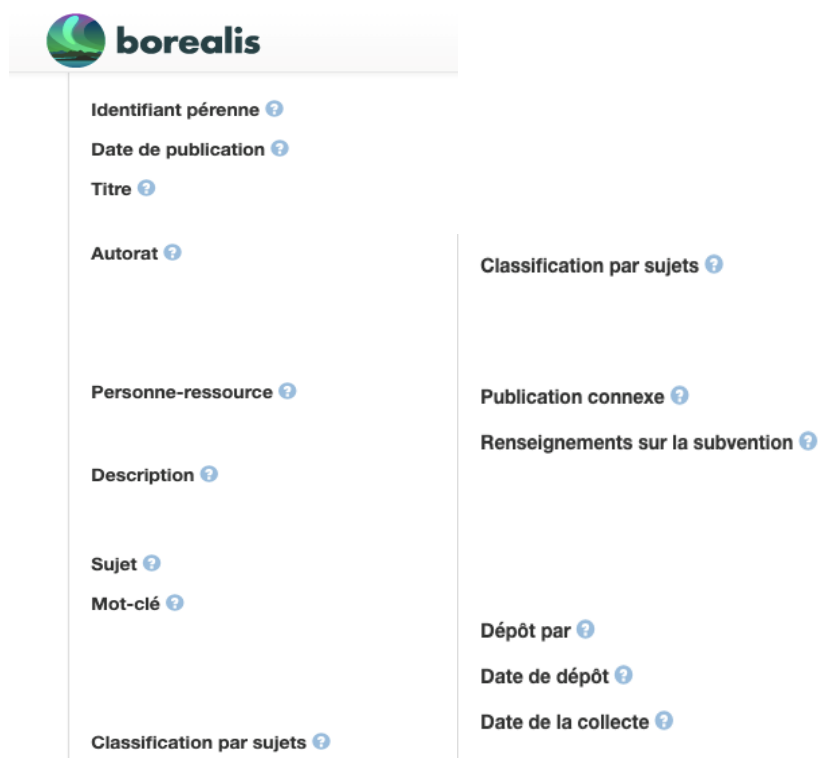 borealis
Identifiant pérenne
Date de publication
Titre
Autorat
Personne-ressource
Description
Sujet
Mot-clé
Classification par sujets
Classification par sujets
Publication connexe
Renseignements sur la subvention
Dépôt par
Date de dépôt
Date de la collecte